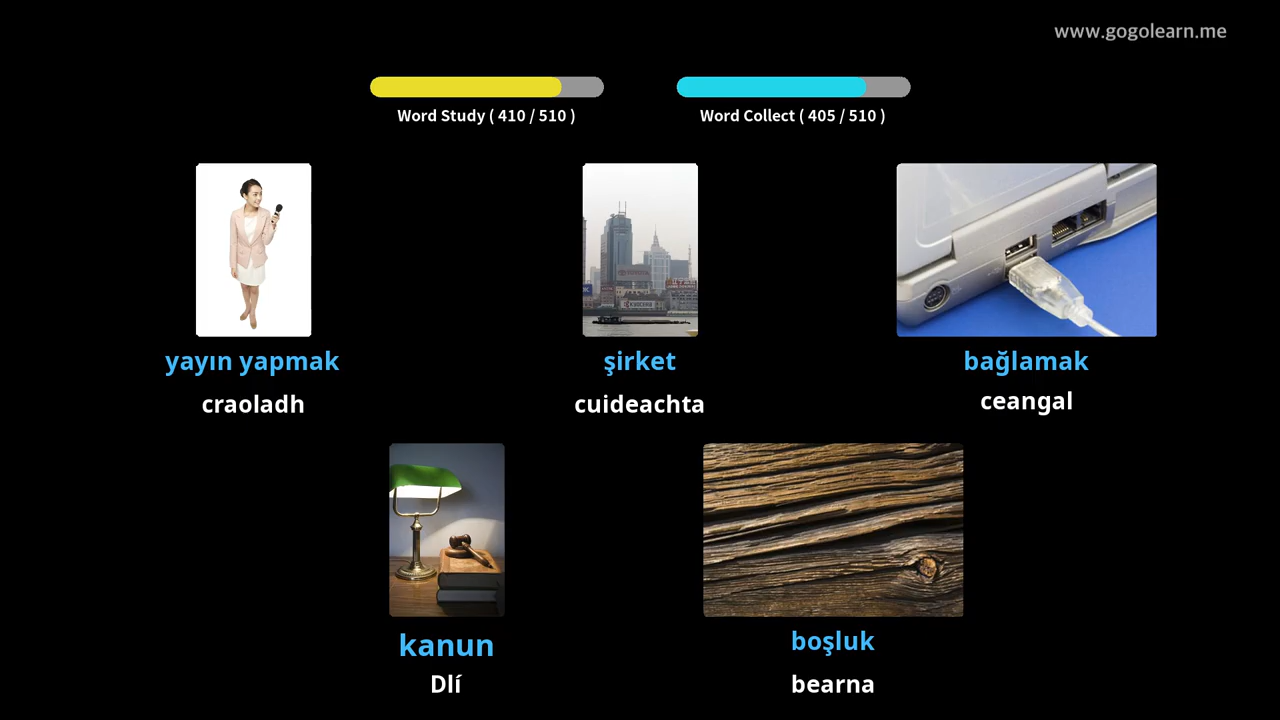 www.gogolearn.me
Word Study ( 410 / 510 )
Word Collect ( 405 / 510 )
yayın yapmak
craoladh
şirket
cuideachta
bağlamak
ceangal
kanun
Dlí
boşluk
bearna